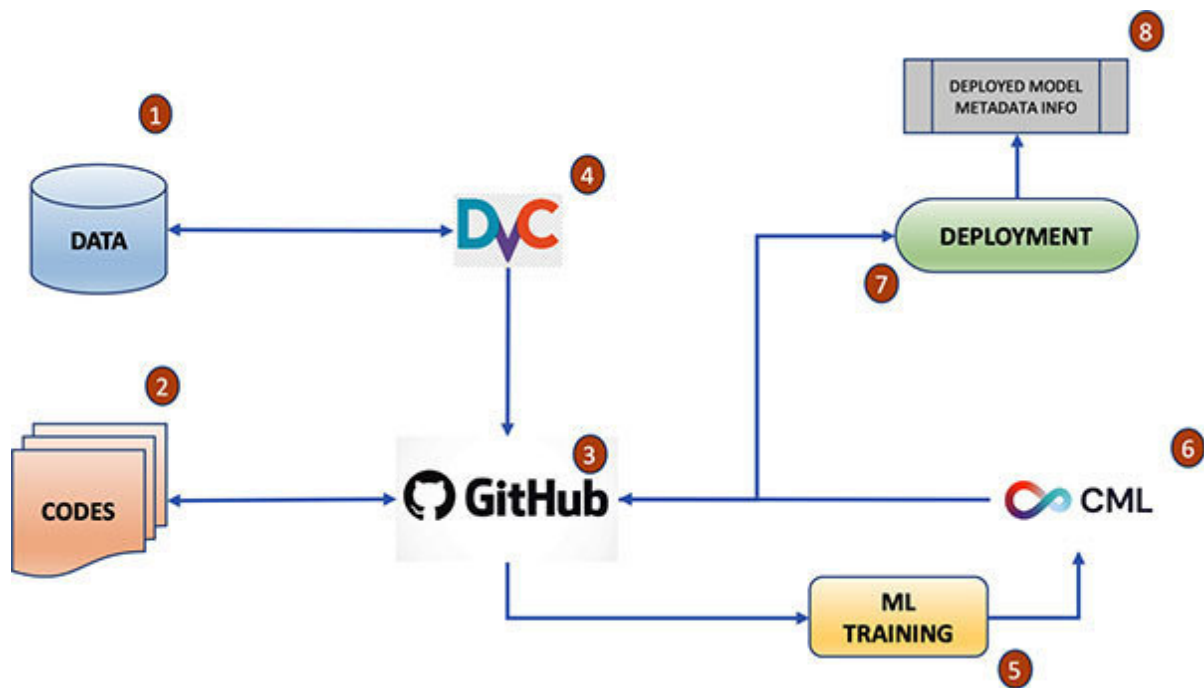 8
DEPLOYED MODEL
METADATA INFO
1
4
DVC
DATA
DEPLOYMENT
7
2
3
6
GitHub
CML
CODES
ML
TRAINING
5